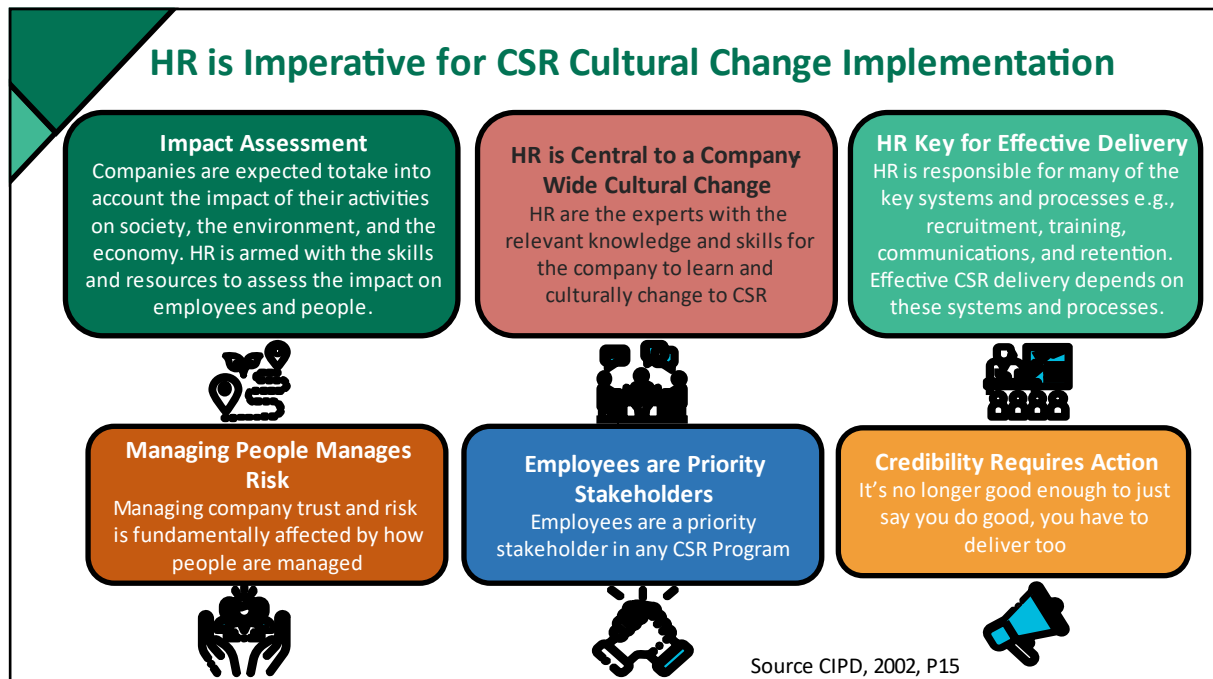 HR is Imperative for CSR Cultural Change Implementation
Impact Assessment
Companies are expected to take into
account the impact of their activities
on society, the environment, and the
economy. HR is armed with the skills
and resources to assess the impact on
employees and people.
HR is Central to a Company-
Wide Cultural Change
HR are the experts with the
relevant knowledge and skills for
the company to learn and
culturally change to CSR
HR Key for Effective Delivery
HR is responsible for many of the
key systems and processes e.g.,
recruitment, training,
communications, and retention.
Effective CSR delivery depends on
these systems and processes.
Managing People Manages
Risk
Managing company trust and risk
is fundamentally affected by how
people are managed
Employees are Priority
Stakeholders
Employees are a priority
stakeholder in any CSR Program
Credibility Requires Action
It's no longer good enough to just
say you do good, you have to
deliver too
Source CIPD, 2002, P15